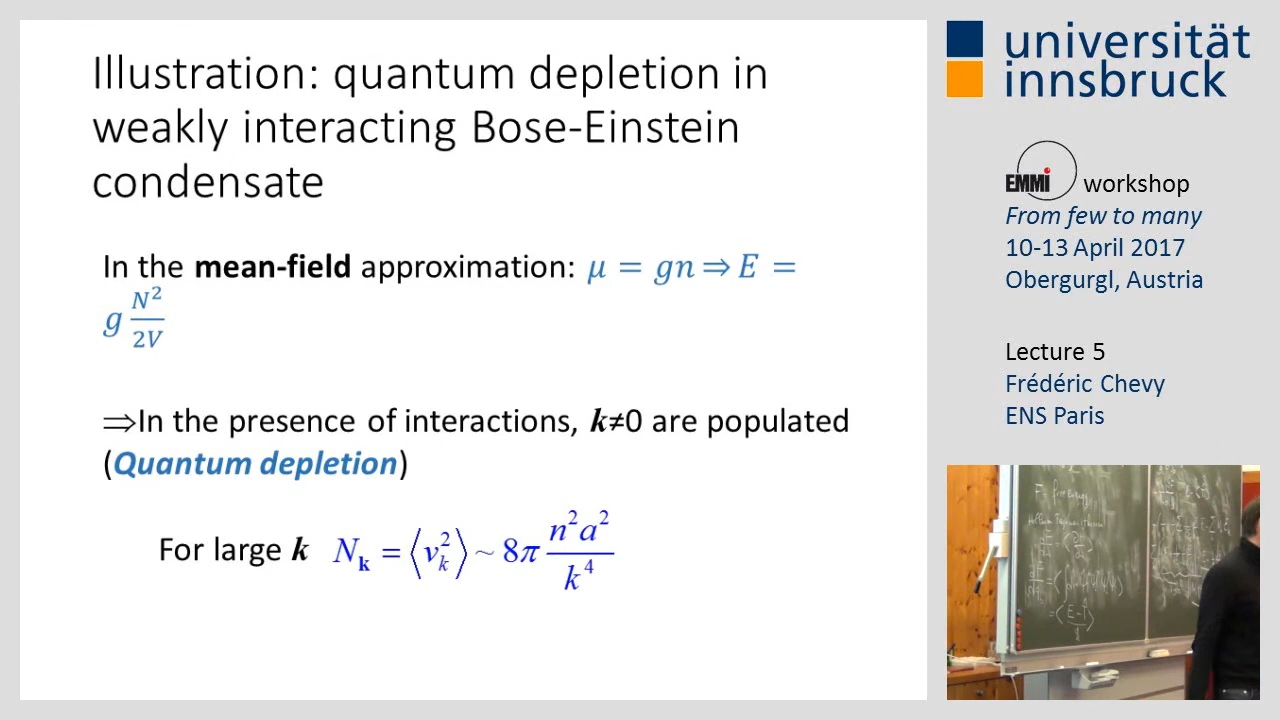 Illustration: quantum depletion in
weakly interacting Bose-Einstein
condensate
In the mean-field approximation: μ = gn ⇒ E =
g N²/2V
⇒In the presence of interactions, k≠0 are populated
(Quantum depletion)
For large k N_k = ⟨v_k²⟩ ~ 8π n²a²/k⁴
universität
innsbruck
EMMI workshop
From few to many
10-13 April 2017
Obergurgl, Austria
Lecture 5
Frédéric Chevy
ENS Paris